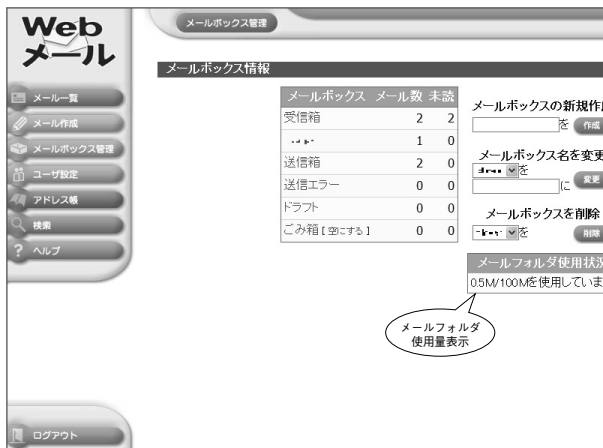 Web
メール
メール一覧
メール作成
メールボックス管理
ユーザ設定
アドレス帳
検索
ヘルプ
ログアウト
メールボックス管理
メールボックス情報
メールボックス メール数 未読
受信箱 2 2
1 0
送信箱 2 0
送信エラー 0 0
ドラフト 0 0
ごみ箱 [ 空にする ] 0 0
メールボックスの新規作
を 作成
メールボックス名を変更
を
に 変更
メールボックスを削除
を 削除
メールフォルダ使用状況
0.5M/100Mを使用していま
メールフォルダ
使用量表示